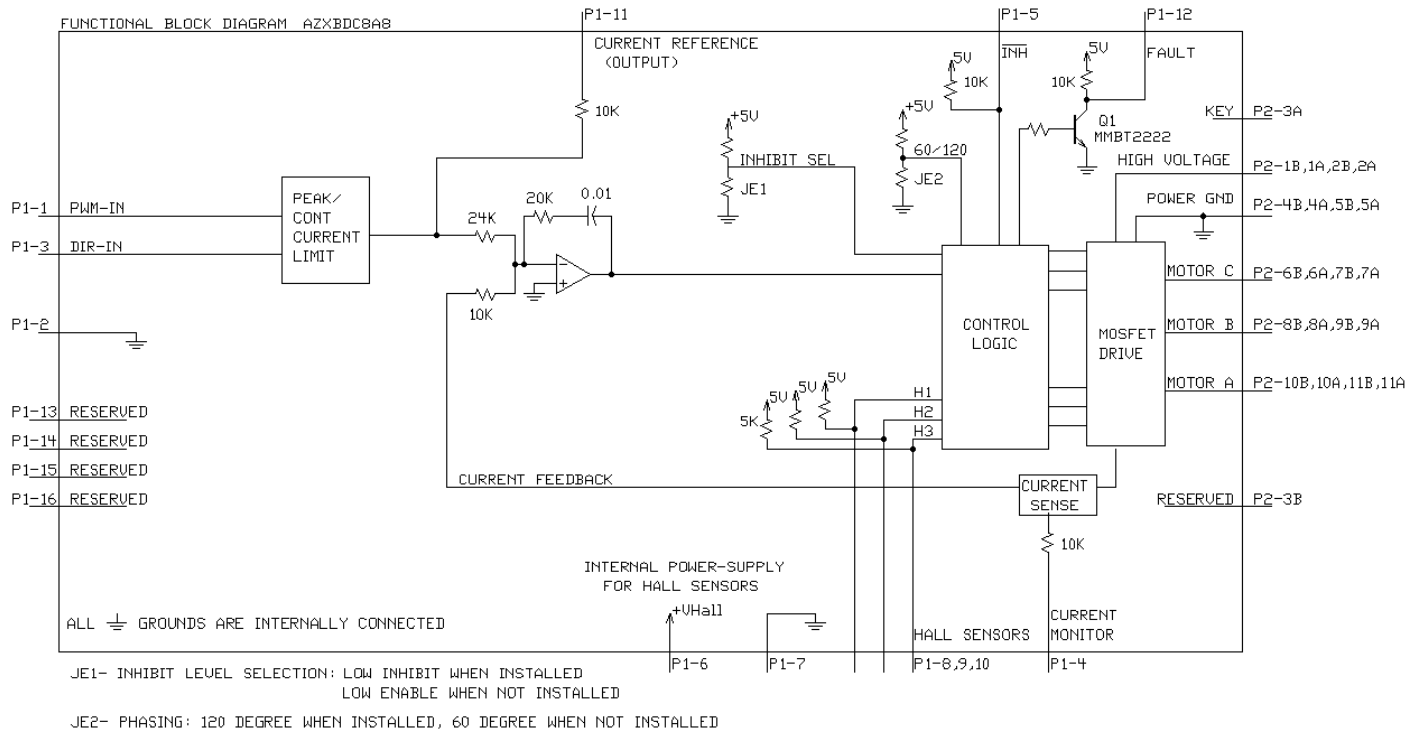 FUNCTIONAL BLOCK DIAGRAM AZXBDC8A8
P1-11
P1-5
P1-12
CURRENT REFERENCE
(OUTPUT)
10K
5V
10K
INH
5V
10K
FAULT
Q1
MMBT2222
KEY P2-3A
+5V
INHIBIT SEL
JE1
+5V
60/120
JE2
HIGH VOLTAGE P2-1B,1A,2B,2A
POWER GND P2-4B,4A,5B,5A
P1-1 PWM-IN
P1-3 DIR-IN
PEAK/
CONT
CURRENT
LIMIT
24K
20K
0.01
-
+
10K
P1-2
CONTROL
LOGIC
MOSFET
DRIVE
MOTOR C P2-6B,6A,7B,7A
MOTOR B P2-8B,8A,9B,9A
MOTOR A P2-10B,10A,11B,11A
5V
5V
5V
5K
H1
H2
H3
P1-13 RESERVED
P1-14 RESERVED
P1-15 RESERVED
P1-16 RESERVED
CURRENT FEEDBACK
CURRENT
SENSE
RESERVED P2-3B
10K
INTERNAL POWER-SUPPLY
FOR HALL SENSORS
+VHall
ALL GROUNDS ARE INTERNALLY CONNECTED
HALL SENSORS
CURRENT
MONITOR
P1-6
P1-7
P1-8,9,10
P1-4
JE1- INHIBIT LEVEL SELECTION: LOW INHIBIT WHEN INSTALLED
LOW ENABLE WHEN NOT INSTALLED
JE2- PHASING: 120 DEGREE WHEN INSTALLED, 60 DEGREE WHEN NOT INSTALLED